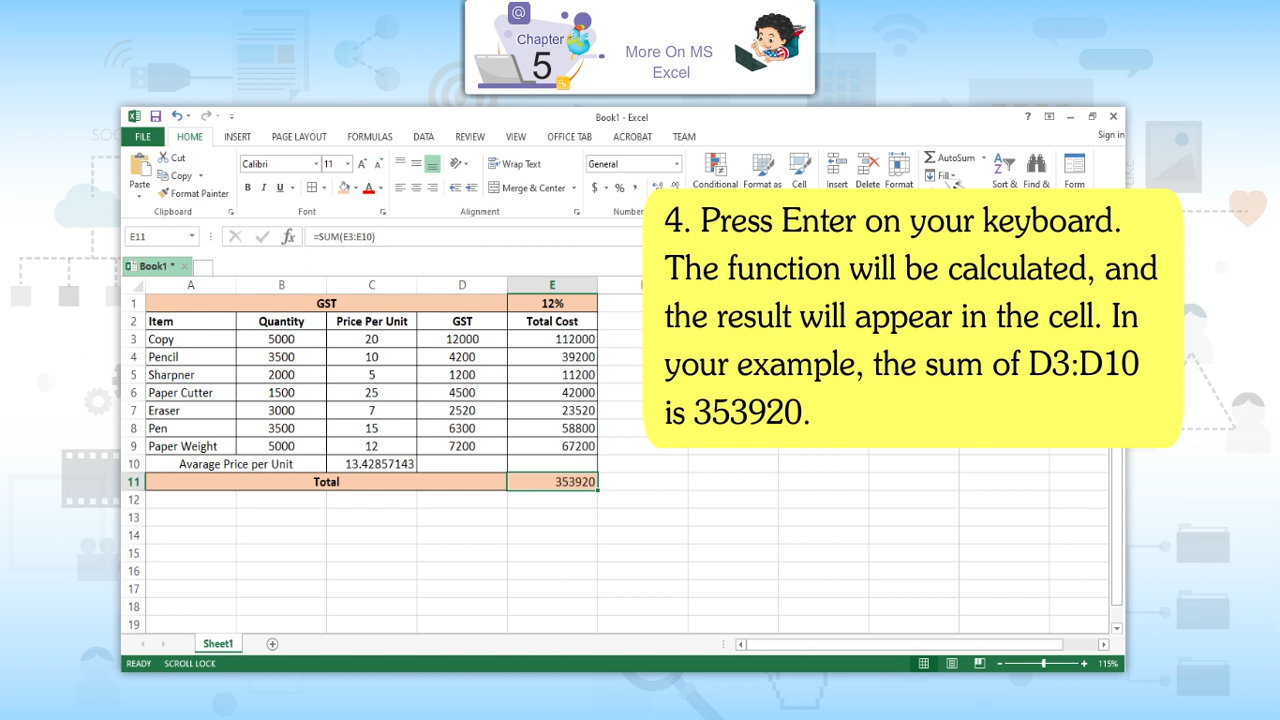 Chapter
5
More On MS
Excel
Book1 - Excel
Sign in
FILE HOME INSERT PAGE LAYOUT FORMULAS DATA REVIEW VIEW OFFICE TAB ACROBAT TEAM
Cut
Copy
Format Painter
Paste
Calibri 11
B I U
Wrap Text
Merge & Center
General
$ % ,
Conditional Format as Cell
Insert Delete Format
AutoSum
Fill
Sort & Find &
Form
Clipboard Font Alignment Number
E11 fx =SUM(E3:E10)
Book1 *
A B C D E
1 GST 12%
2 Item Quantity Price Per Unit GST Total Cost
3 Copy 5000 20 12000 112000
4 Pencil 3500 10 4200 39200
5 Sharpner 2000 5 1200 11200
6 Paper Cutter 1500 25 4500 42000
7 Eraser 3000 7 2520 23520
8 Pen 3500 15 6300 58800
9 Paper Weight 5000 12 7200 67200
10 Avarage Price per Unit 13.42857143
11 Total 353920
12
13
14
15
16
17
18
19
4. Press Enter on your keyboard.
The function will be calculated, and
the result will appear in the cell. In
your example, the sum of D3:D10
is 353920.
Sheet1
READY SCROLL LOCK 115%